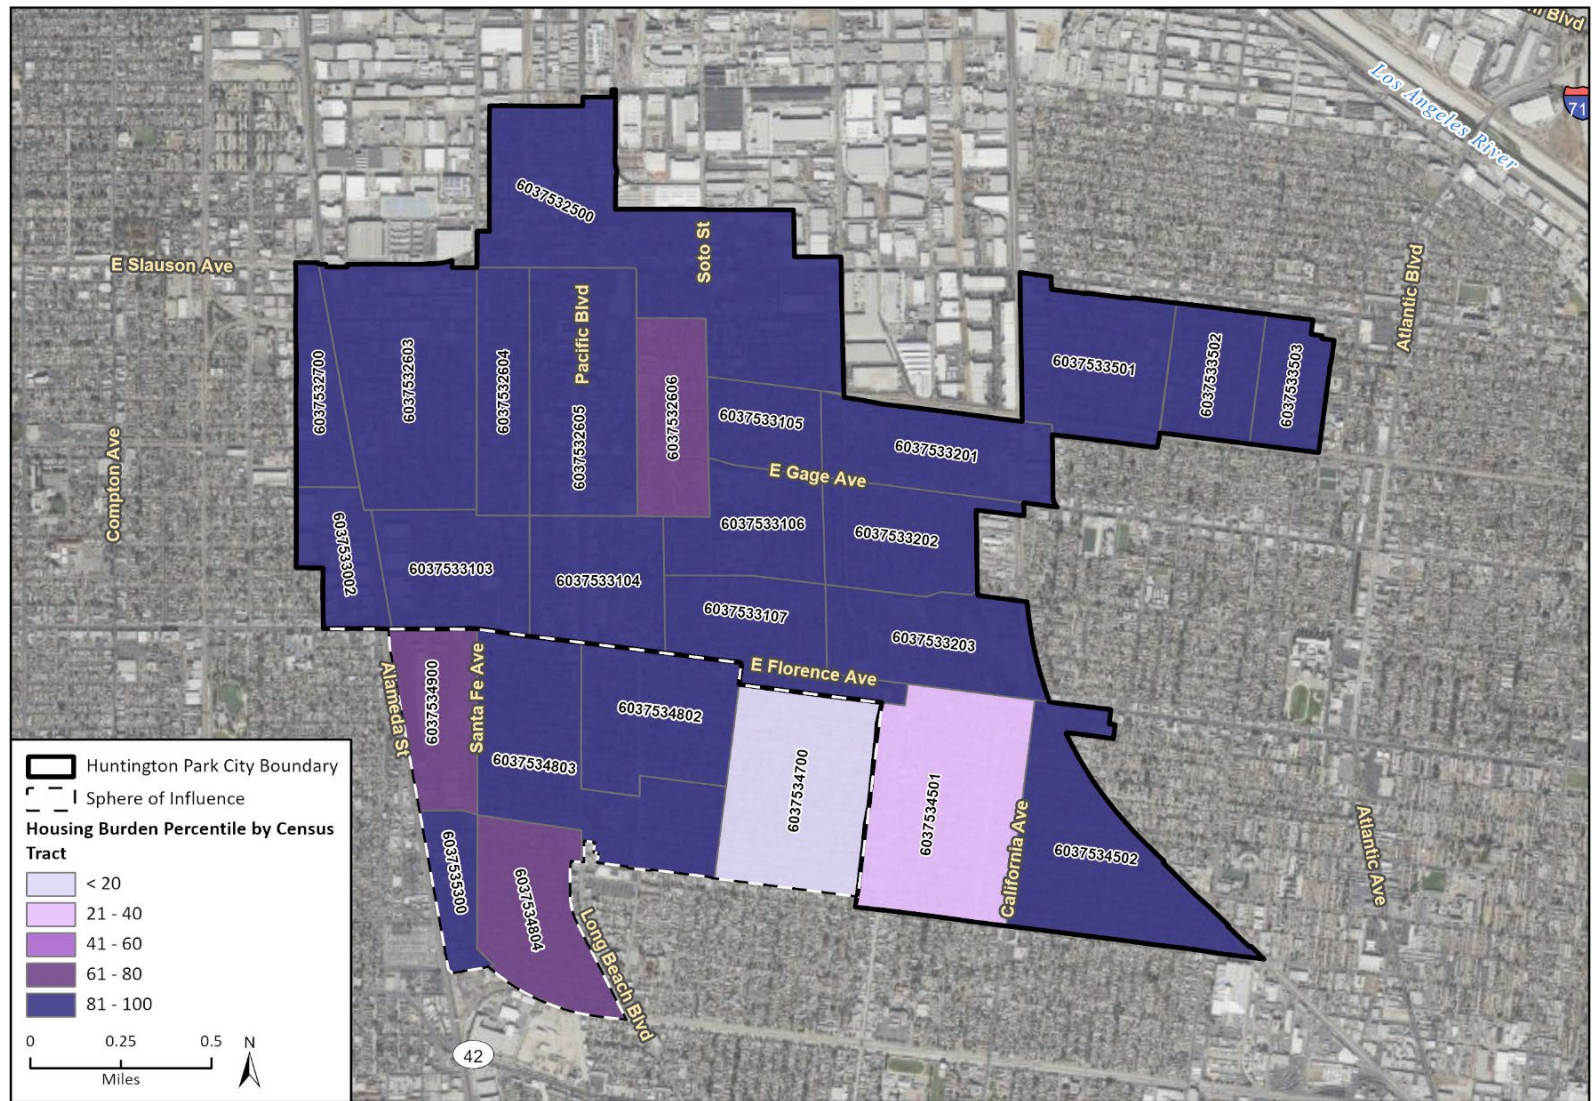 Los Angeles River
71
6037532500
Soto St
E Slauson Ave
Atlantic Blvd
Pacific Blvd
6037532700
6037532603
6037532604
6037532605
6037532606
6037533501
6037533502
6037533503
6037533105
6037533201
E Gage Ave
Compton Ave
6037533106
6037533202
6037533002
6037533103
6037533104
6037533107
6037533203
E Florence Ave
Alameda St
6037534900
Santa Fe Ave
6037534802
6037534803
6037534700
6037534501
California Ave
6037534502
Atlantic Ave
6037535300
6037534804
Long Beach Blvd
42
Huntington Park City Boundary
Sphere of Influence
Housing Burden Percentile by Census
Tract
< 20
21 - 40
41 - 60
61 - 80
81 - 100
0 0.25 0.5
Miles
N